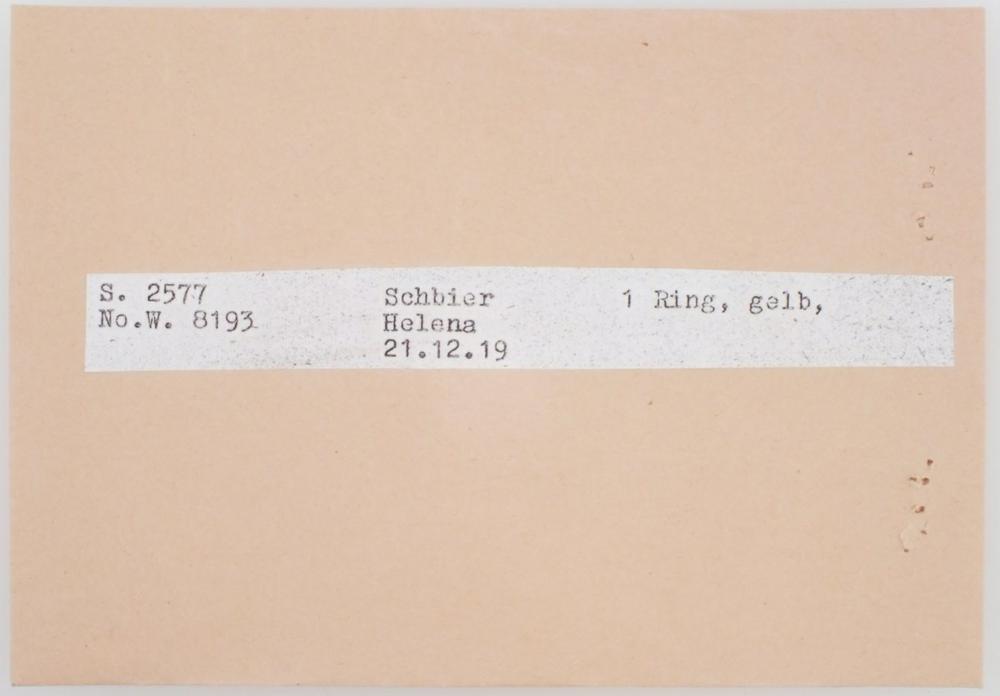 S. 2577
No.W. 8193
Schbier
Helena
21.12.19
1 Ring, gelb,